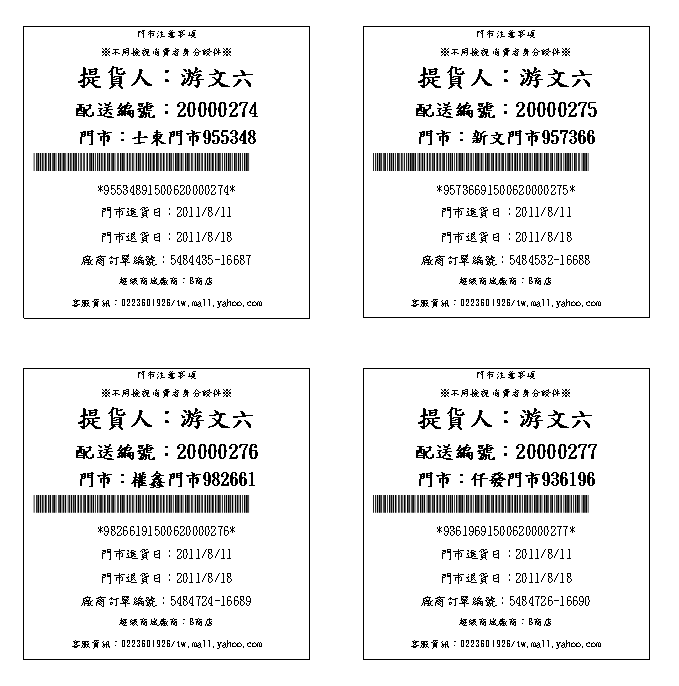 門市注意事項
※不用檢視消費者身分證件※
提貨人：游文六
配送編號：20000274
門市：士東門市955348
*9553489150062000​0274*
門市進貨日：2011/8/11
門市退貨日：2011/8/18
廠商訂單編號：5484435-16687
超級商城廠商：B商店
客服資訊：0223601926/tw.mall.yahoo.com
門市注意事項
※不用檢視消費者身分證件※
提貨人：游文六
配送編號：20000275
門市：新文門市957366
*9573669150062000​0275*
門市進貨日：2011/8/11
門市退貨日：2011/8/18
廠商訂單編號：5484532-16688
超級商城廠商：B商店
客服資訊：0223601926/tw.mall.yahoo.com
門市注意事項
※不用檢視消費者身分證件※
提貨人：游文六
配送編號：20000276
門市：權鑫門市982661
*98266191500620000276*
門市進貨日：2011/8/11
門市退貨日：2011/8/18
廠商訂單編號：5484724-16689
超級商城廠商：B商店
客服資訊：0223601926/tw.mall.yahoo.com
門市注意事項
※不用檢視消費者身分證件※
提貨人：游文六
配送編號：20000277
門市：仟發門市936196
*93619691500620000277*
門市進貨日：2011/8/11
門市退貨日：2011/8/18
廠商訂單編號：5484726-16690
超級商城廠商：B商店
客服資訊：0223601926/tw.mall.yahoo.com